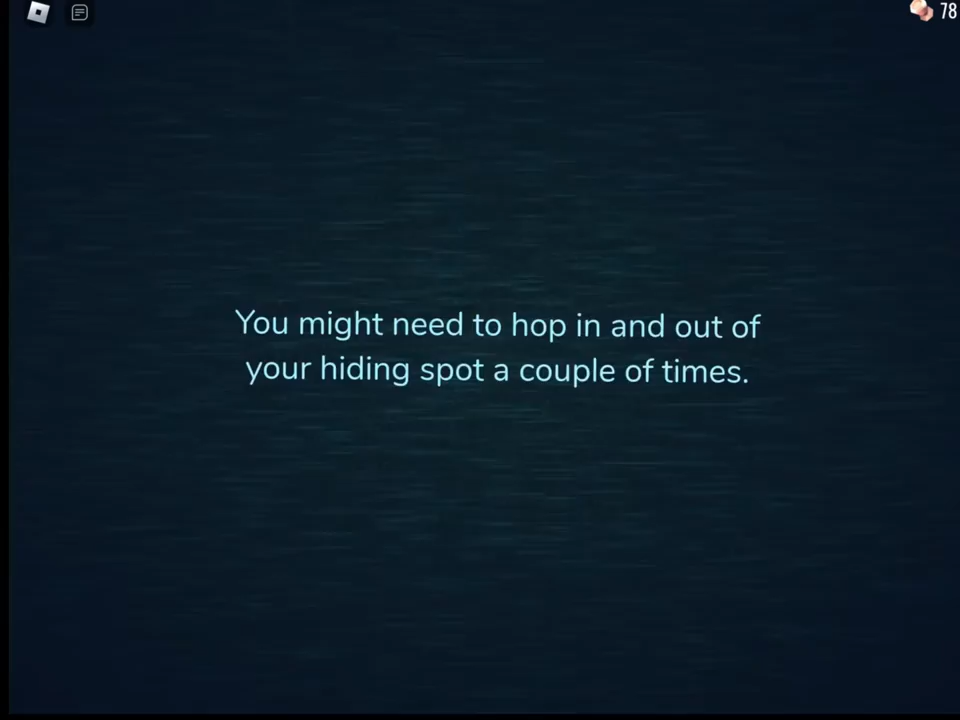 78
You might need to hop in and out of
your hiding spot a couple of times.